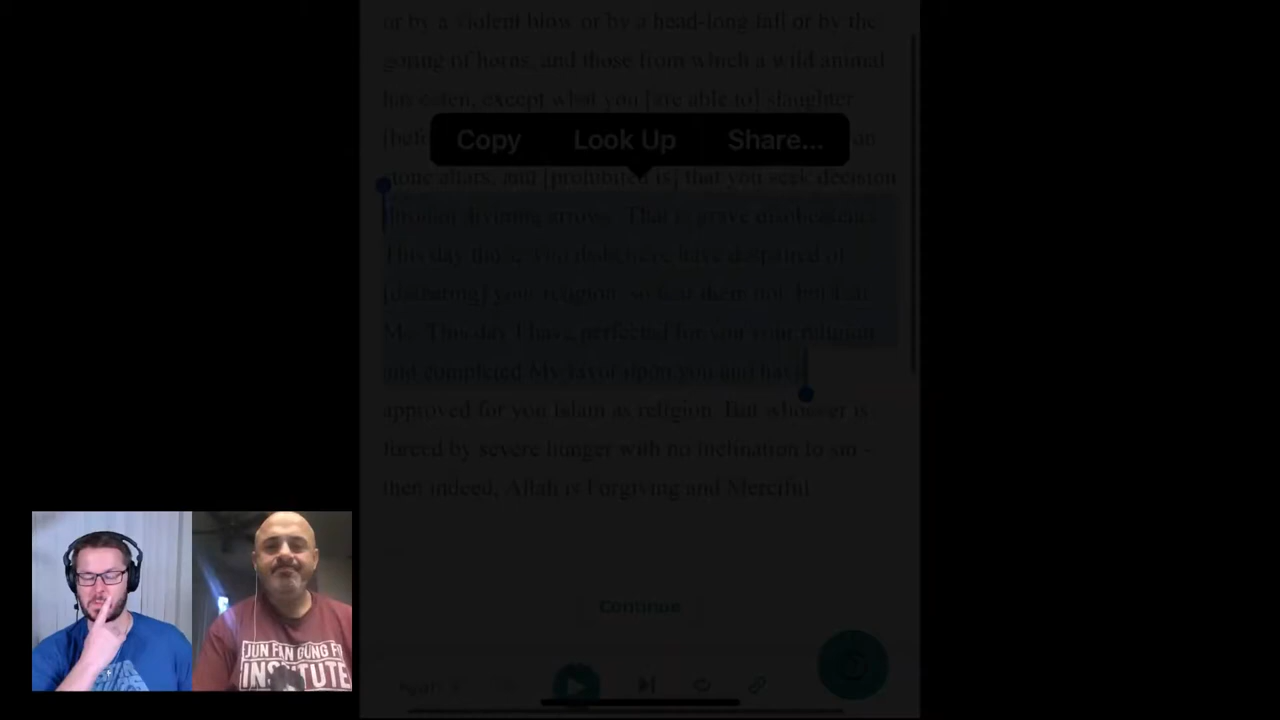 or by a violent blow or by a head-long fall or by the
goring of horns, and those from which a wild animal
has eaten, except what you [are able to] slaughter
Copy Look Up Share...
stone altars, and [prohibited is] that you seek decision
through divining arrows. That is grave disobedience.
This day those who disbelieve have despaired of
[defeating] your religion; so fear them not, but fear
Me. This day I have perfected for you your religion
and completed My favor upon you and have
approved for you Islam as religion. But whoever is
forced by severe hunger with no inclination to sin –
then indeed, Allah is Forgiving and Merciful
Continue
JUN FAN GUNG FU
INSTITUTE